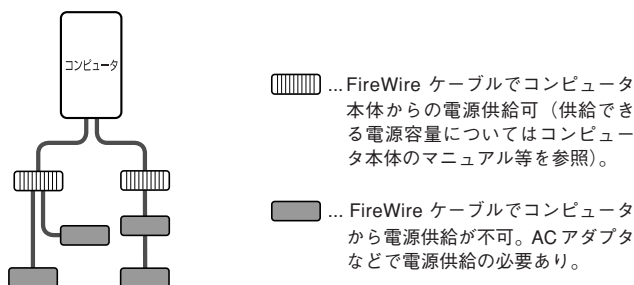 コンピュータ
... FireWire ケーブルでコンピュータ
本体からの電源供給可（供給でき
る電源容量についてはコンピュー
タ本体のマニュアル等を参照）。
... FireWire ケーブルでコンピュータ
から電源供給が不可。AC アダプタ
などで電源供給の必要あり。